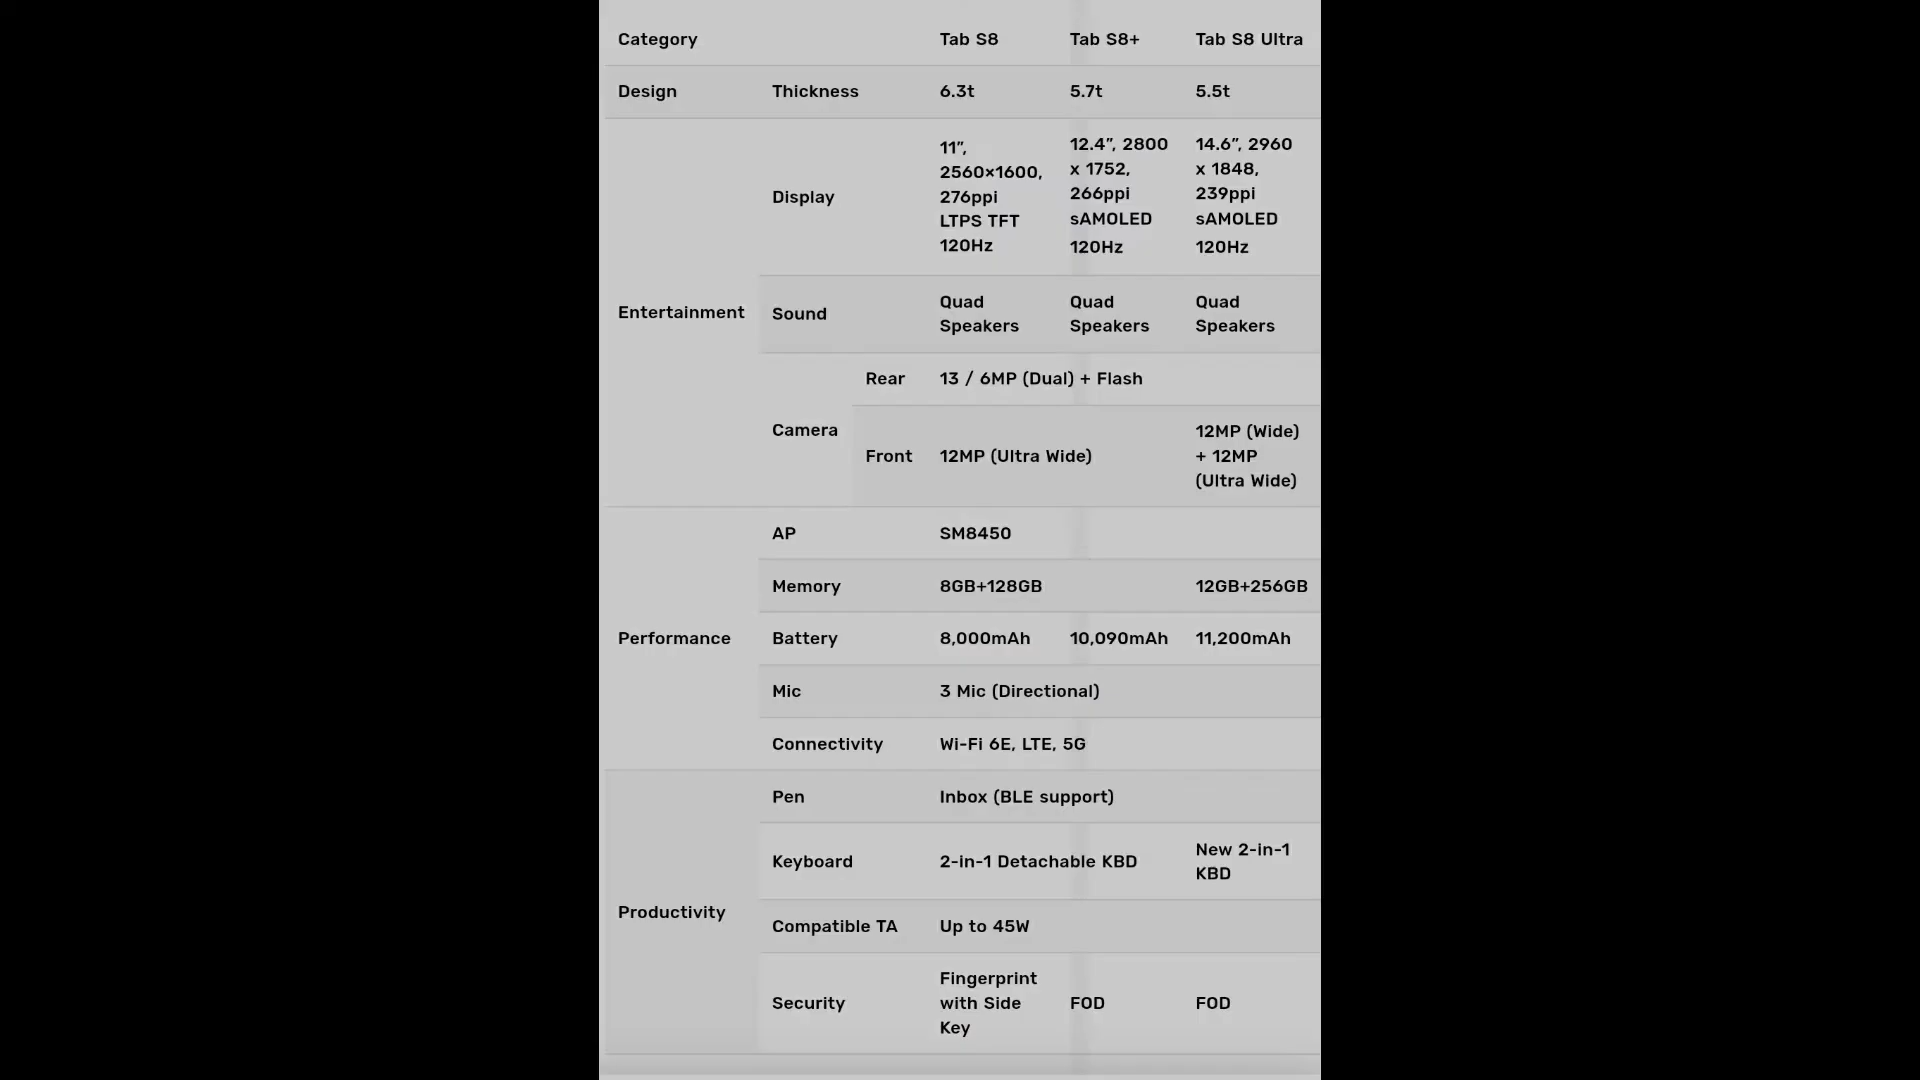 Category Tab S8 Tab S8+ Tab S8 Ultra
Design Thickness 6.3t 5.7t 5.5t
Entertainment
Display
11”,
2560×1600,
276ppi
LTPS TFT
120Hz
12.4”, 2800
x 1752,
266ppi
sAMOLED
120Hz
14.6”, 2960
x 1848,
239ppi
sAMOLED
120Hz
Sound
Quad
Speakers
Quad
Speakers
Quad
Speakers
Camera
Rear 13 / 6MP (Dual) + Flash
Front 12MP (Ultra Wide)
12MP (Wide)
+ 12MP
(Ultra Wide)
Performance
AP SM8450
Memory 8GB+128GB 12GB+256GB
Battery 8,000mAh 10,090mAh 11,200mAh
Mic 3 Mic (Directional)
Connectivity Wi-Fi 6E, LTE, 5G
Productivity
Pen Inbox (BLE support)
Keyboard 2-in-1 Detachable KBD
New 2-in-1
KBD
Compatible TA Up to 45W
Security
Fingerprint
with Side
Key
FOD
FOD